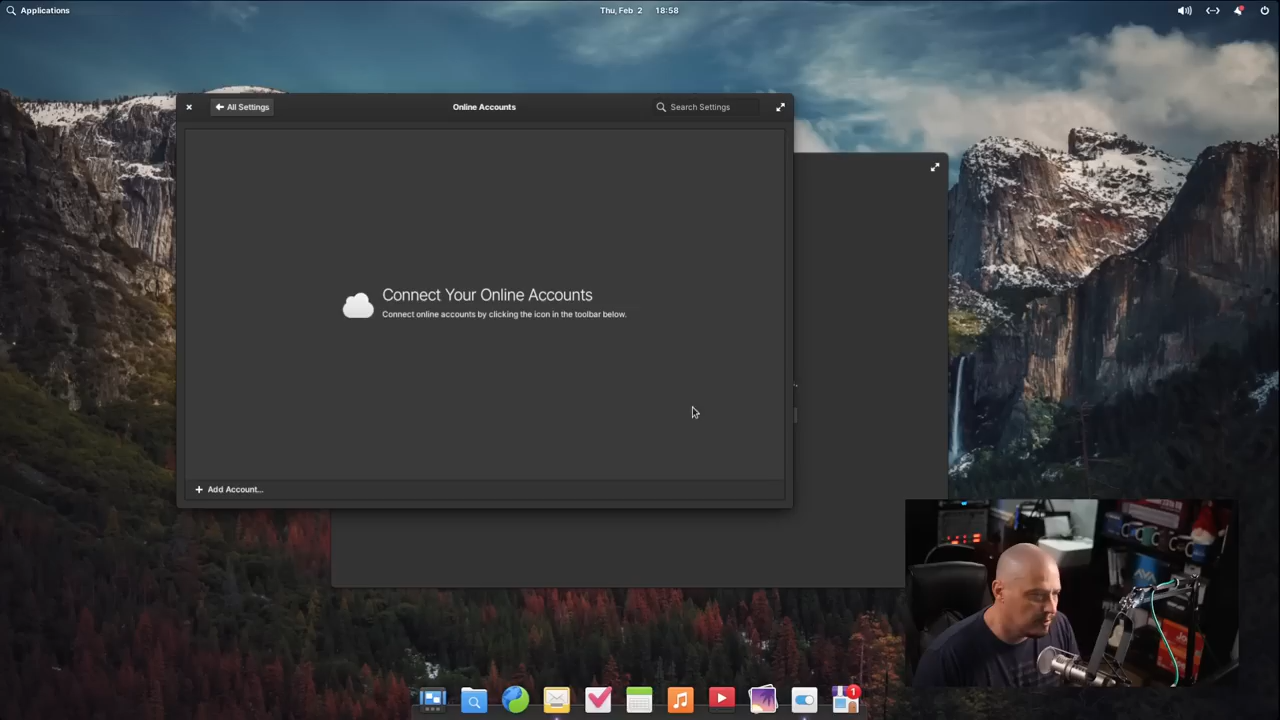 Applications
Thu, Feb 2 18:58
All Settings
Online Accounts
Search Settings
Connect Your Online Accounts
Connect online accounts by clicking the icon in the toolbar below.
Add Account...
1